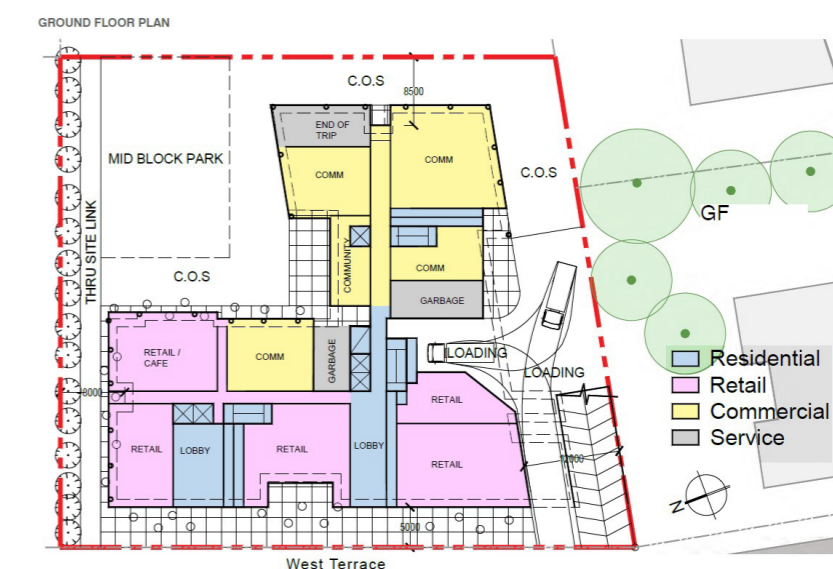 GROUND FLOOR PLAN
C.O.S
8500
END OF
TRIP
COMM
COMM
MID BLOCK PARK
C.O.S
GF
THRU SITE LINK
COMMUNITY
COMM
C.O.S
GARBAGE
RETAIL /
CAFE
COMM
GARBAGE
LOADING
LOADING
Residential
Retail
Commercial
Service
8000
RETAIL
RETAIL
LOBBY
RETAIL
LOBBY
RETAIL
12000
N
5000
West Terrace